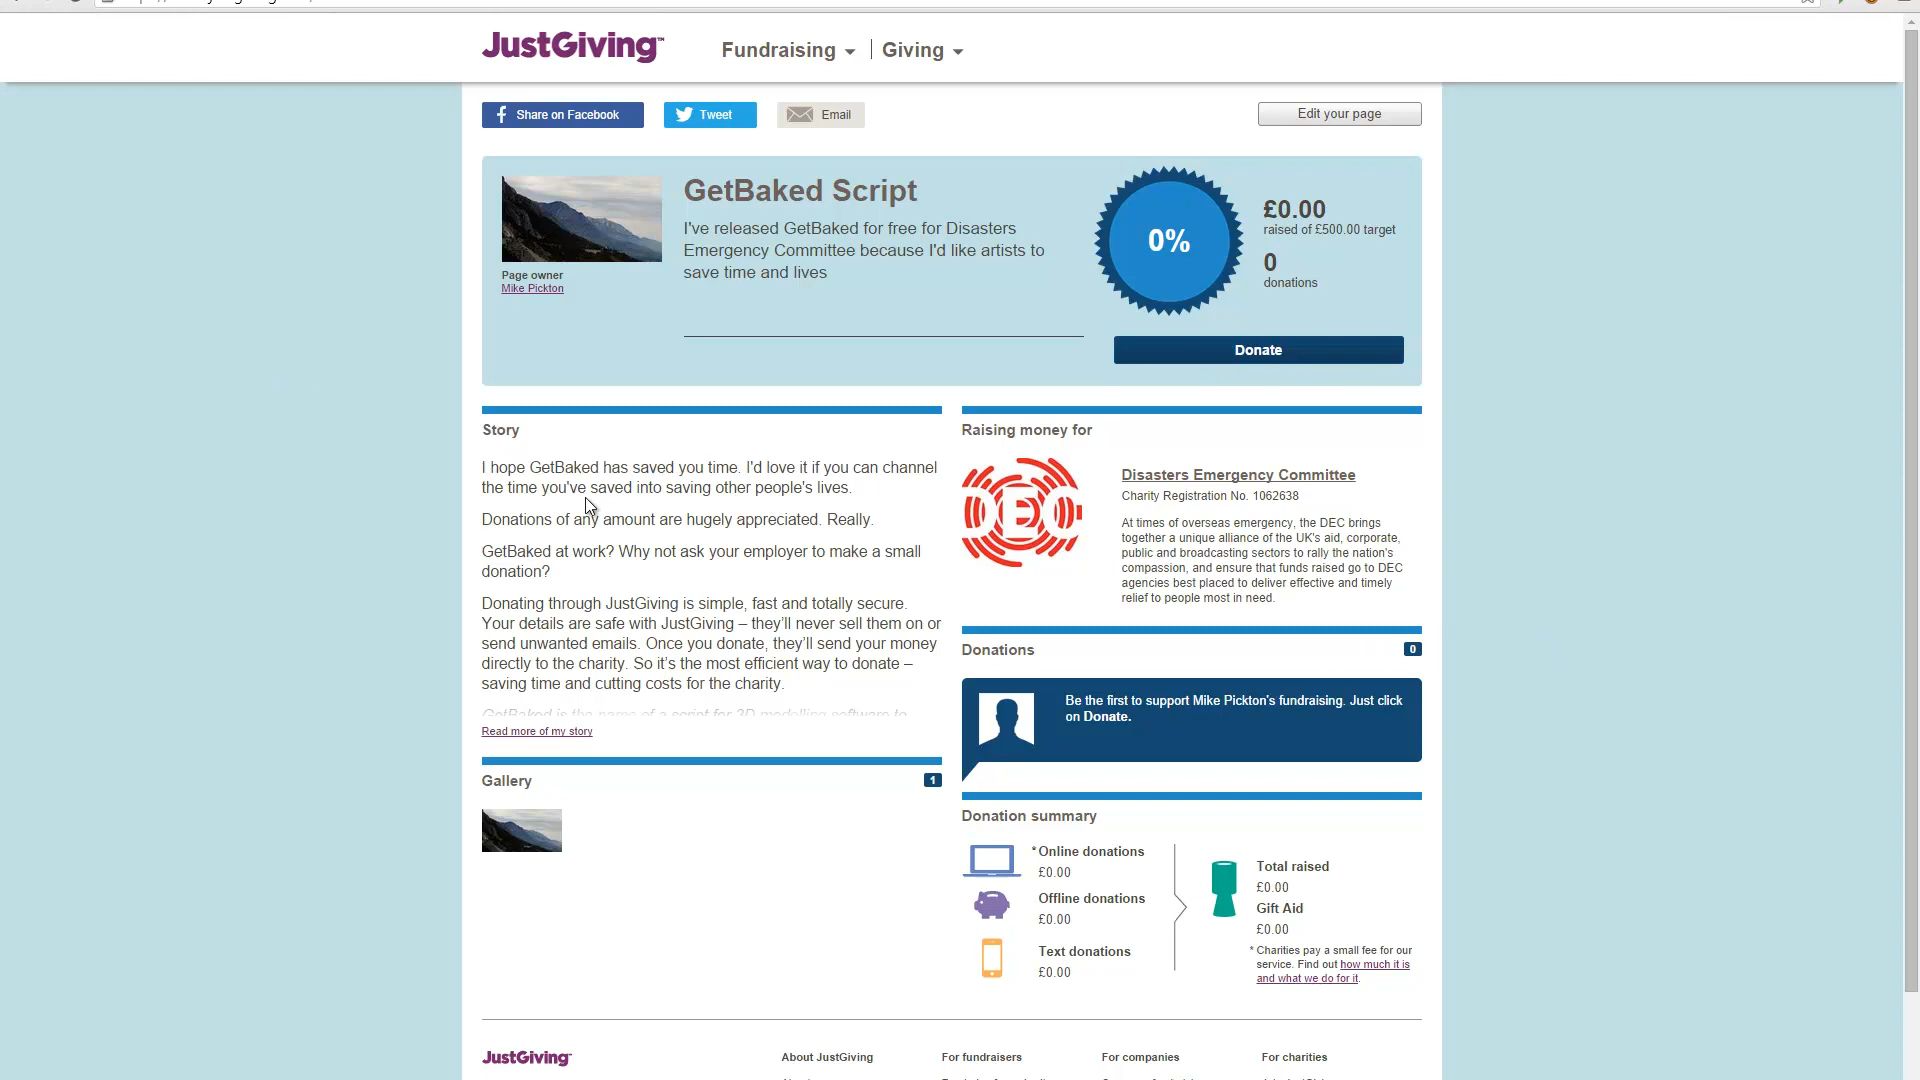 JustGiving™
Fundraising
Giving
Share on Facebook
Tweet
Email
Edit your page
GetBaked Script
I've released GetBaked for free for Disasters
Emergency Committee because I'd like artists to
save time and lives
Page owner
Mike Pickton
0%
£0.00
raised of £500.00 target
0
donations
Donate
Story
I hope GetBaked has saved you time. I'd love it if you can channel
the time you've saved into saving other people's lives.
Donations of any amount are hugely appreciated. Really.
GetBaked at work? Why not ask your employer to make a small
donation?
Donating through JustGiving is simple, fast and totally secure.
Your details are safe with JustGiving – they’ll never sell them on or
send unwanted emails. Once you donate, they’ll send your money
directly to the charity. So it’s the most efficient way to donate –
saving time and cutting costs for the charity.
GetBaked is the name of a script for 3D modelling software to
Read more of my story
Gallery
1
Raising money for
DEC
Disasters Emergency Committee
Charity Registration No. 1062638
At times of overseas emergency, the DEC brings
together a unique alliance of the UK's aid, corporate,
public and broadcasting sectors to rally the nation's
compassion, and ensure that funds raised go to DEC
agencies best placed to deliver effective and timely
relief to people most in need.
Donations
0
Be the first to support Mike Pickton's fundraising. Just click
on Donate.
Donation summary
* Online donations
£0.00
Offline donations
£0.00
Text donations
£0.00
Total raised
£0.00
Gift Aid
£0.00
* Charities pay a small fee for our
service. Find out how much it is
and what we do for it.
JustGiving™
About JustGiving
For fundraisers
For companies
For charities